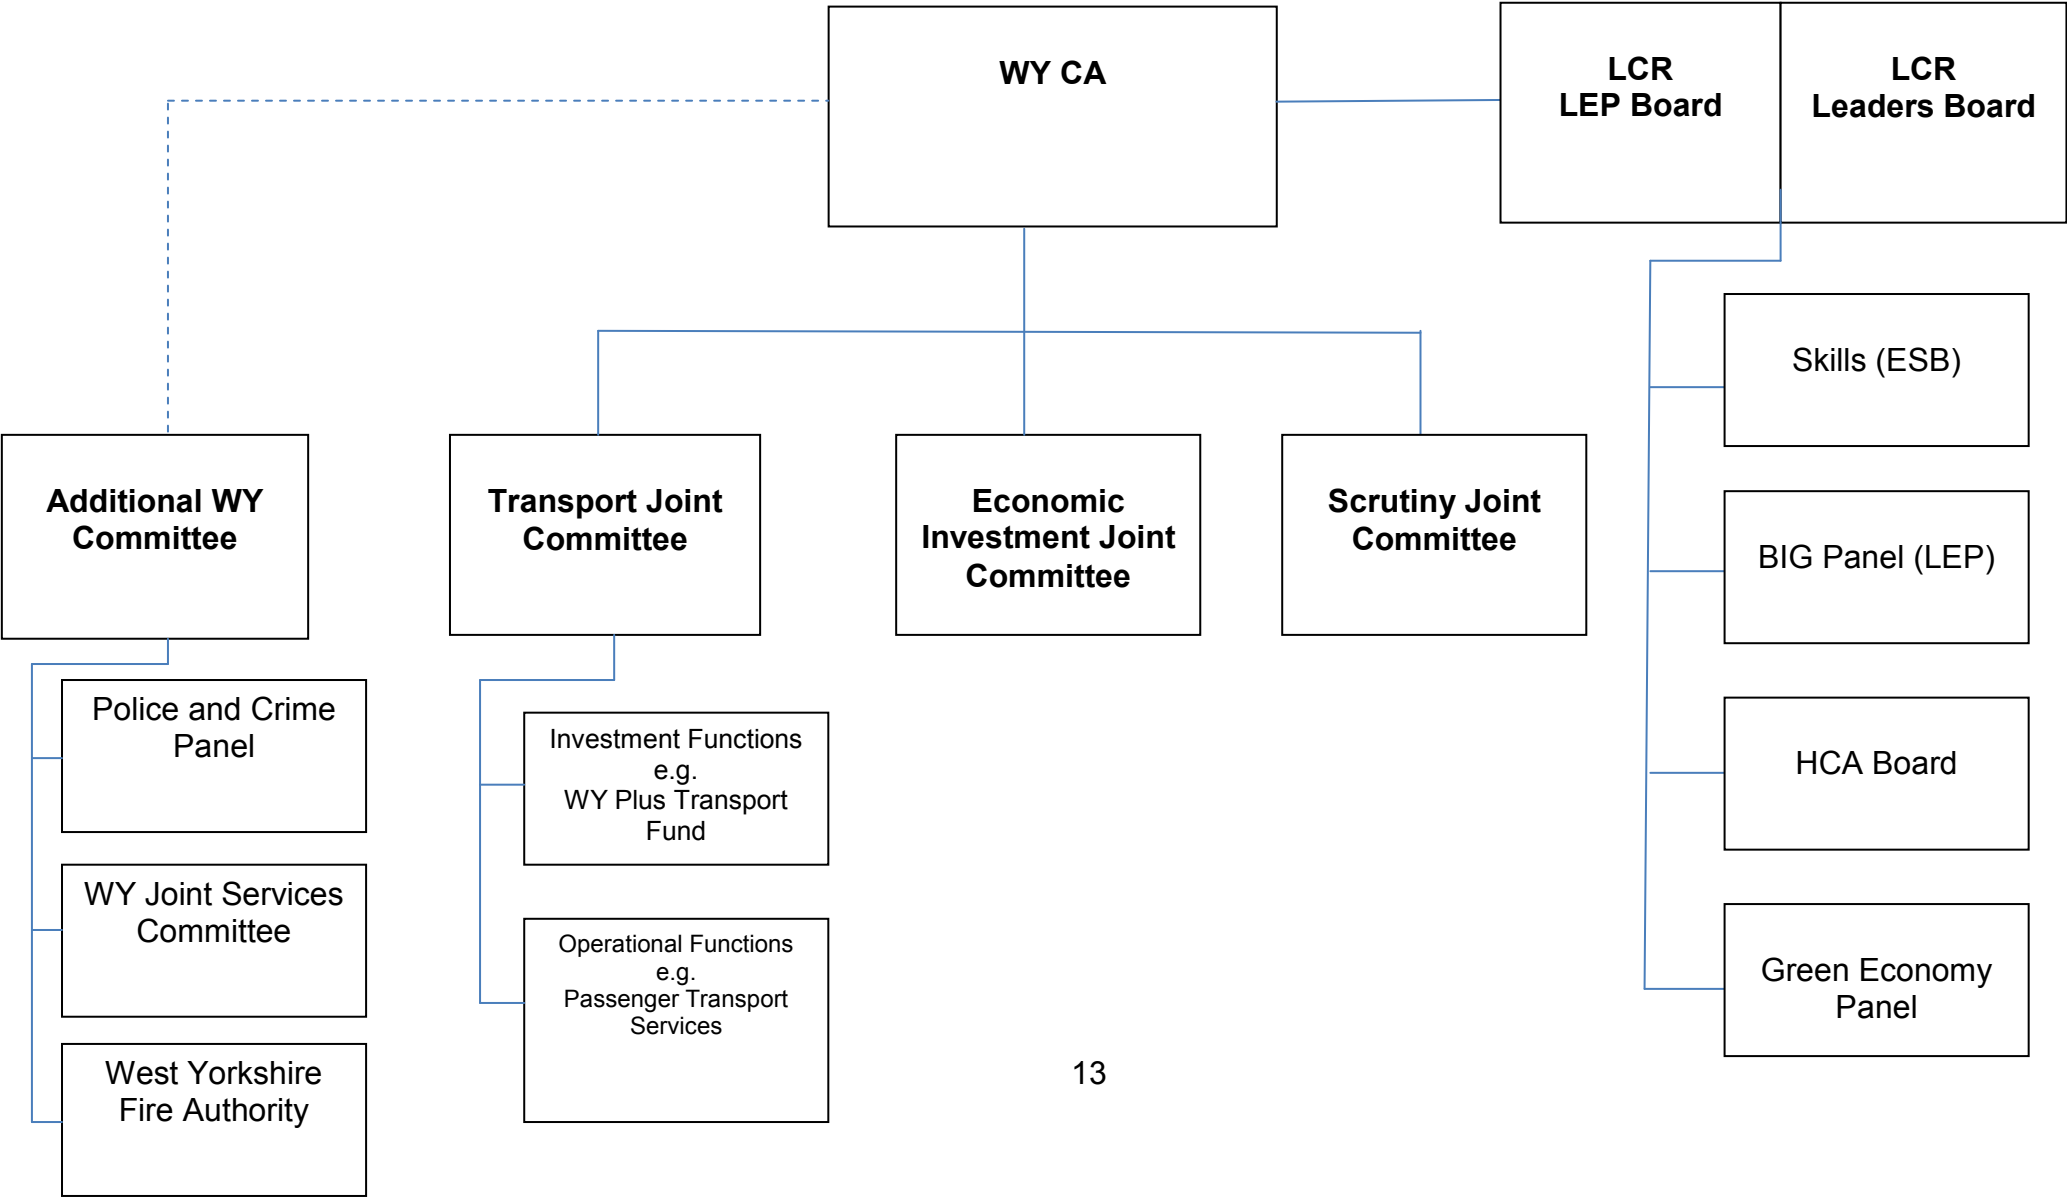 WY CA
LCR
LEP Board
LCR
Leaders Board
Additional WY
Committee
Transport Joint
Committee
Economic
Investment Joint
Committee
Scrutiny Joint
Committee
Police and Crime
Panel
WY Joint Services
Committee
West Yorkshire
Fire Authority
Investment Functions
e.g.
WY Plus Transport
Fund
Operational Functions
e.g.
Passenger Transport
Services
Skills (ESB)
BIG Panel (LEP)
HCA Board
Green Economy
Panel
13